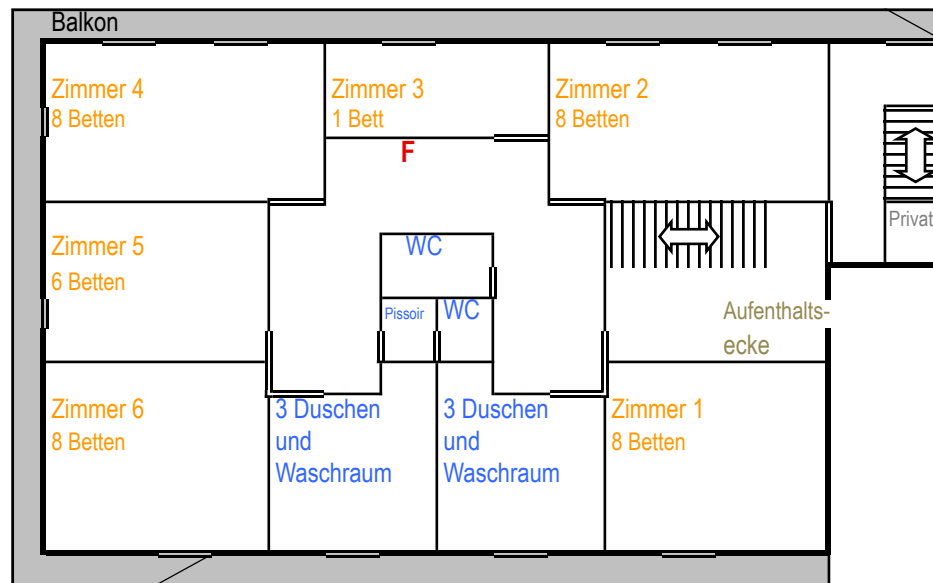 Balkon
Zimmer 4
8 Betten
Zimmer 3
1 Bett
Zimmer 2
8 Betten
F
Privat
Zimmer 5
6 Betten
WC
Pissoir
WC
Aufenthalts-
ecke
Zimmer 6
8 Betten
3 Duschen
und
Waschraum
3 Duschen
und
Waschraum
Zimmer 1
8 Betten